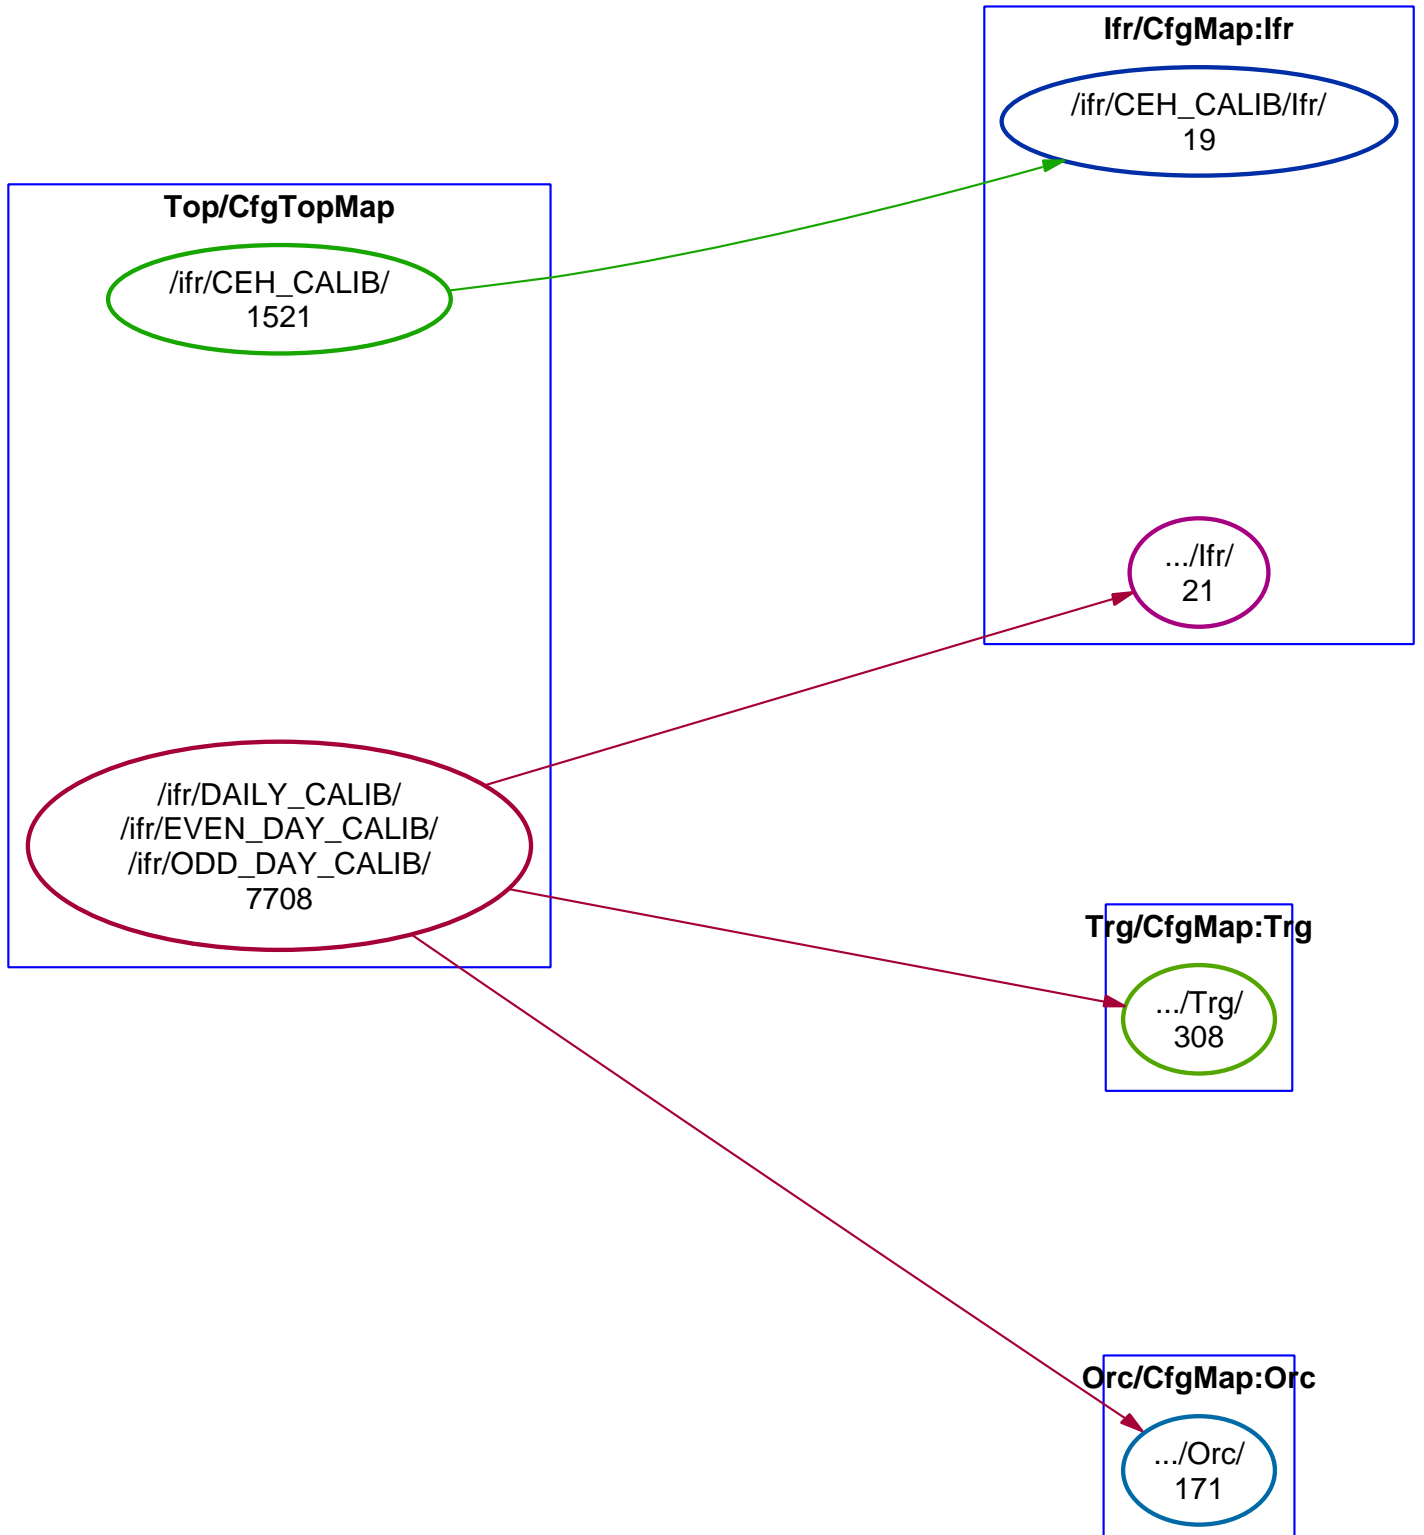 Ifr/CfgMap:Ifr
/ifr/CEH_CALIB/Ifr/
19
Top/CfgTopMap
/ifr/CEH_CALIB/
1521
.../Ifr/
21
/ifr/DAILY_CALIB/
/ifr/EVEN_DAY_CALIB/
/ifr/ODD_DAY_CALIB/
7708
Trg/CfgMap:Trg
.../Trg/
308
Orc/CfgMap:Orc
.../Orc/
171